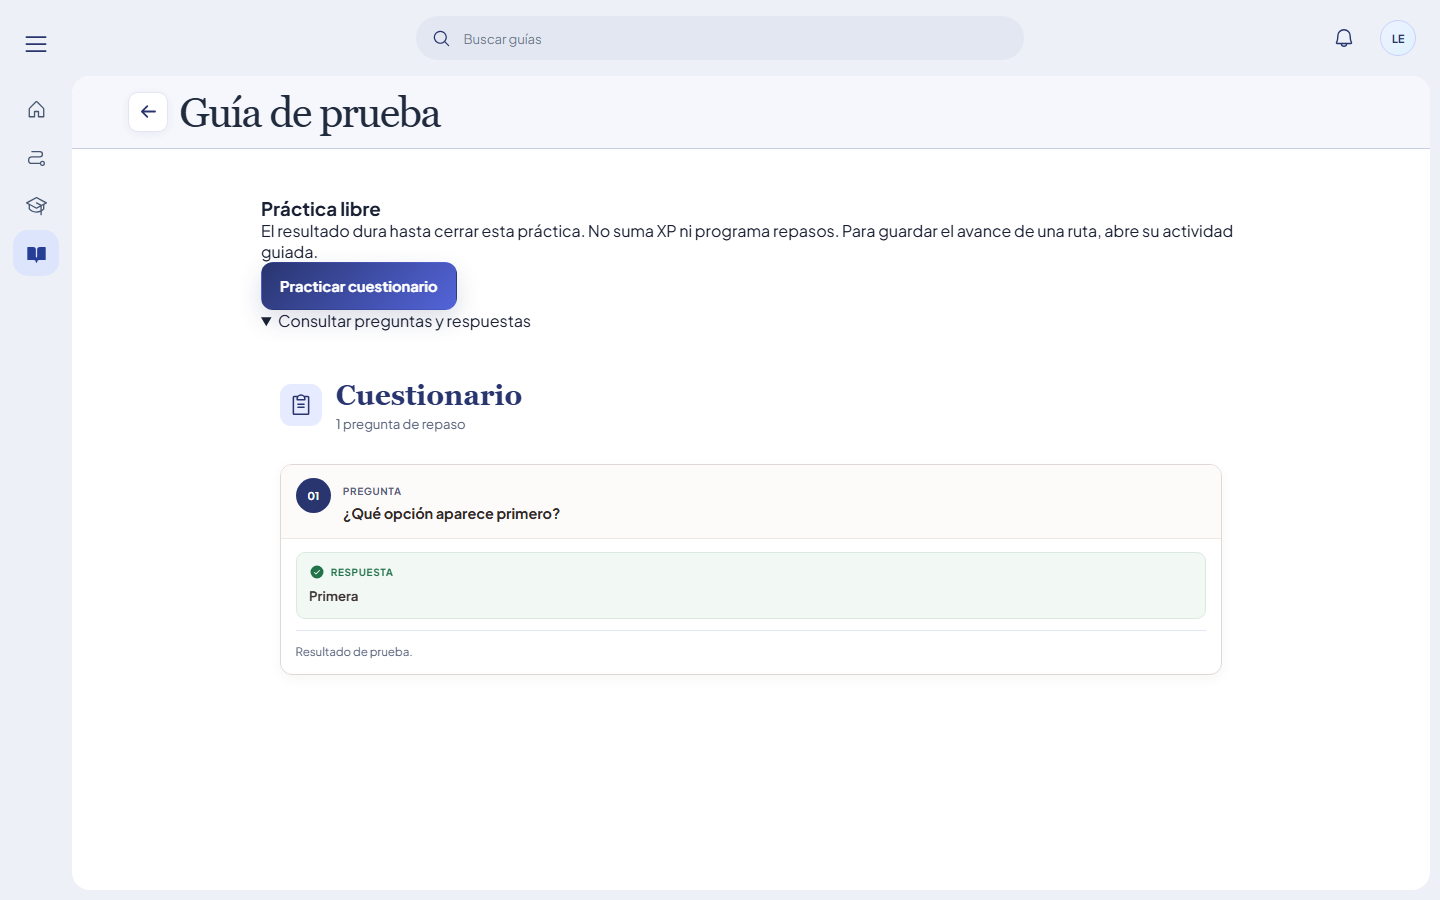 Buscar guías
LE
Guía de prueba
Práctica libre
El resultado dura hasta cerrar esta práctica. No suma XP ni programa repasos. Para guardar el avance de una ruta, abre su actividad
guiada.
Practicar cuestionario
Consultar preguntas y respuestas
Cuestionario
1 pregunta de repaso
01
PREGUNTA
¿Qué opción aparece primero?
RESPUESTA
Primera
Resultado de prueba.